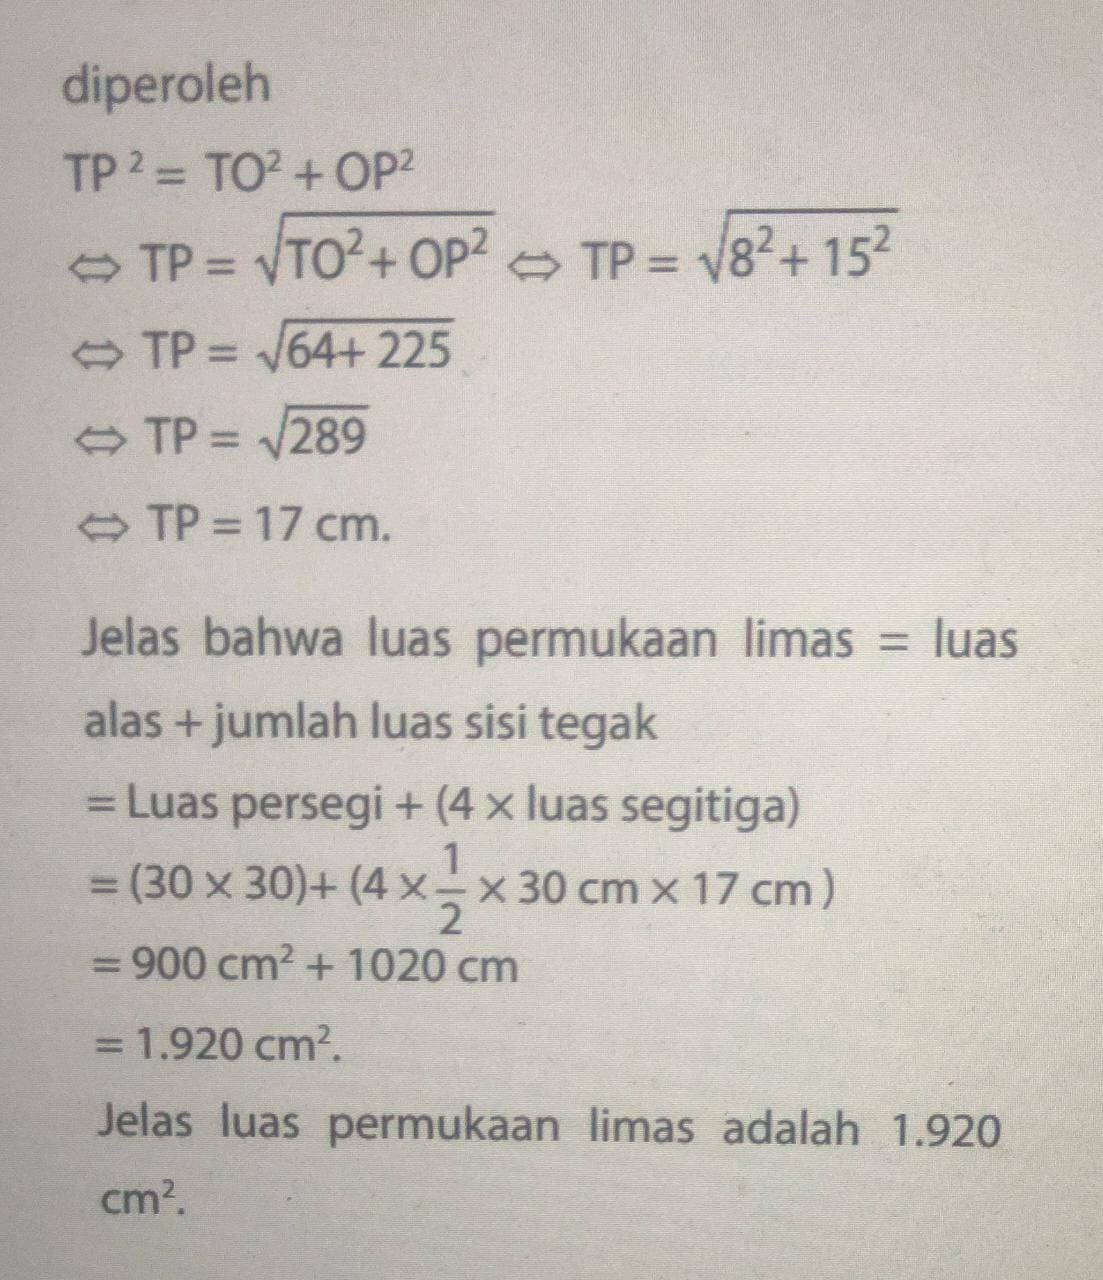 diperoleh
TP ² = TO² + OP²
⇔ TP = √TO² + OP² ⇔ TP = √8² + 15²
⇔ TP = √64+ 225
⇔ TP = √289
⇔ TP = 17 cm.
Jelas bahwa luas permukaan limas = luas
alas + jumlah luas sisi tegak
= Luas persegi + (4 × luas segitiga)
= (30 × 30)+ (4 × 1/2 × 30 cm × 17 cm )
= 900 cm² + 1020 cm
= 1.920 cm².
Jelas luas permukaan limas adalah 1.920
cm².